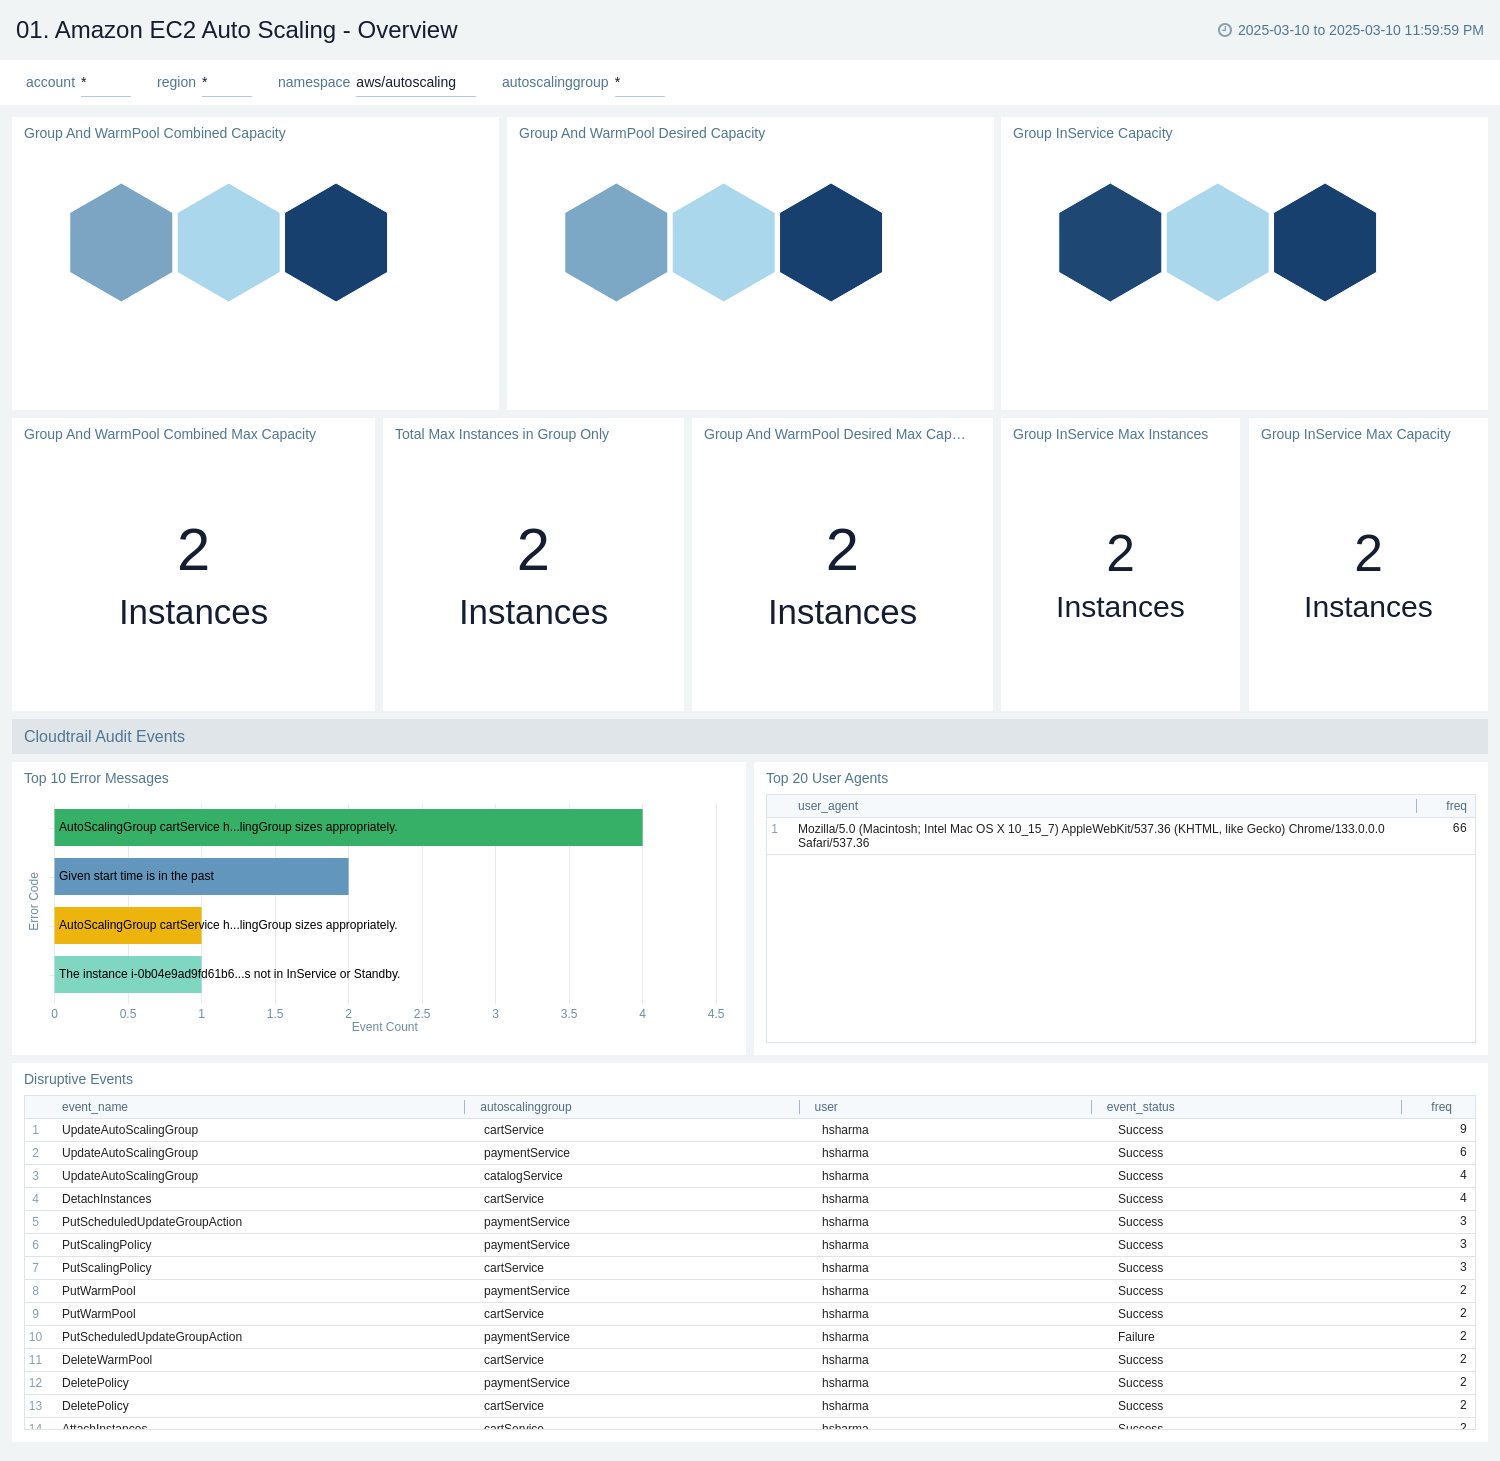 01. Amazon EC2 Auto Scaling - Overview
2025-03-10 to 2025-03-10 11:59:59 PM
account * region * namespace aws/autoscaling autoscalinggroup *
Group And WarmPool Combined Capacity
Group And WarmPool Desired Capacity
Group InService Capacity
Group And WarmPool Combined Max Capacity
2
Instances
Total Max Instances in Group Only
2
Instances
Group And WarmPool Desired Max Cap…
2
Instances
Group InService Max Instances
2
Instances
Group InService Max Capacity
2
Instances
Cloudtrail Audit Events
Top 10 Error Messages
Error Code
AutoScalingGroup cartService h...lingGroup sizes appropriately.
Given start time is in the past
AutoScalingGroup cartService h...lingGroup sizes appropriately.
The instance i-0b04e9ad9fd61b6...s not in InService or Standby.
0 0.5 1 1.5 2 2.5 3 3.5 4 4.5
Event Count
Top 20 User Agents
user_agent freq
1 Mozilla/5.0 (Macintosh; Intel Mac OS X 10_15_7) AppleWebKit/537.36 (KHTML, like Gecko) Chrome/133.0.0.0 66
Safari/537.36
Disruptive Events
event_name autoscalinggroup user event_status freq
1 UpdateAutoScalingGroup cartService hsharma Success 9
2 UpdateAutoScalingGroup paymentService hsharma Success 6
3 UpdateAutoScalingGroup catalogService hsharma Success 4
4 DetachInstances cartService hsharma Success 4
5 PutScheduledUpdateGroupAction paymentService hsharma Success 3
6 PutScalingPolicy paymentService hsharma Success 3
7 PutScalingPolicy cartService hsharma Success 3
8 PutWarmPool paymentService hsharma Success 2
9 PutWarmPool cartService hsharma Success 2
10 PutScheduledUpdateGroupAction paymentService hsharma Failure 2
11 DeleteWarmPool cartService hsharma Success 2
12 DeletePolicy paymentService hsharma Success 2
13 DeletePolicy cartService hsharma Success 2
14 AttachInstances cartService hsharma Success 2